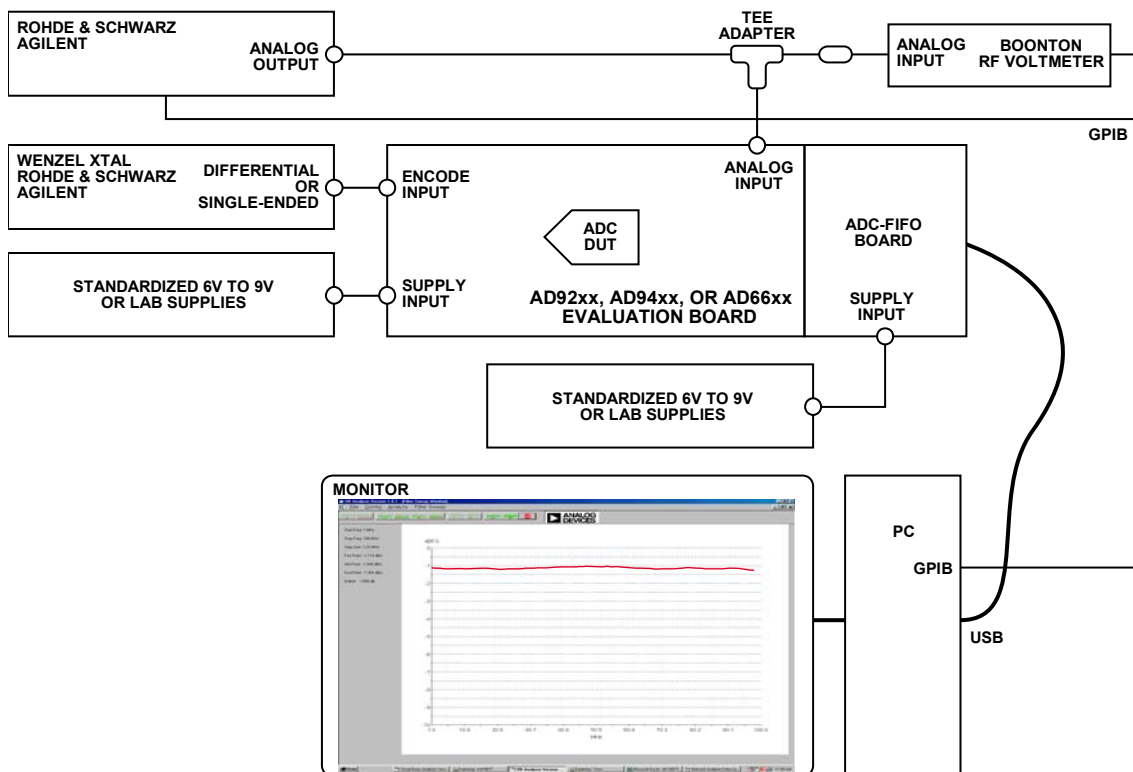 ROHDE & SCHWARZ
AGILENT
ANALOG
OUTPUT
TEE
ADAPTER
ANALOG
INPUT
BOONTON
RF VOLTMETER
GPIB
WENZEL XTAL
ROHDE & SCHWARZ
AGILENT
DIFFERENTIAL
OR
SINGLE-ENDED
ENCODE
INPUT
ANALOG
INPUT
ADC
DUT
ADC-FIFO
BOARD
STANDARDIZED 6V TO 9V
OR LAB SUPPLIES
SUPPLY
INPUT
AD92xx, AD94xx, OR AD66xx
EVALUATION BOARD
SUPPLY
INPUT
STANDARDIZED 6V TO 9V
OR LAB SUPPLIES
MONITOR
ANALOG
DEVICES
PC
GPIB
USB